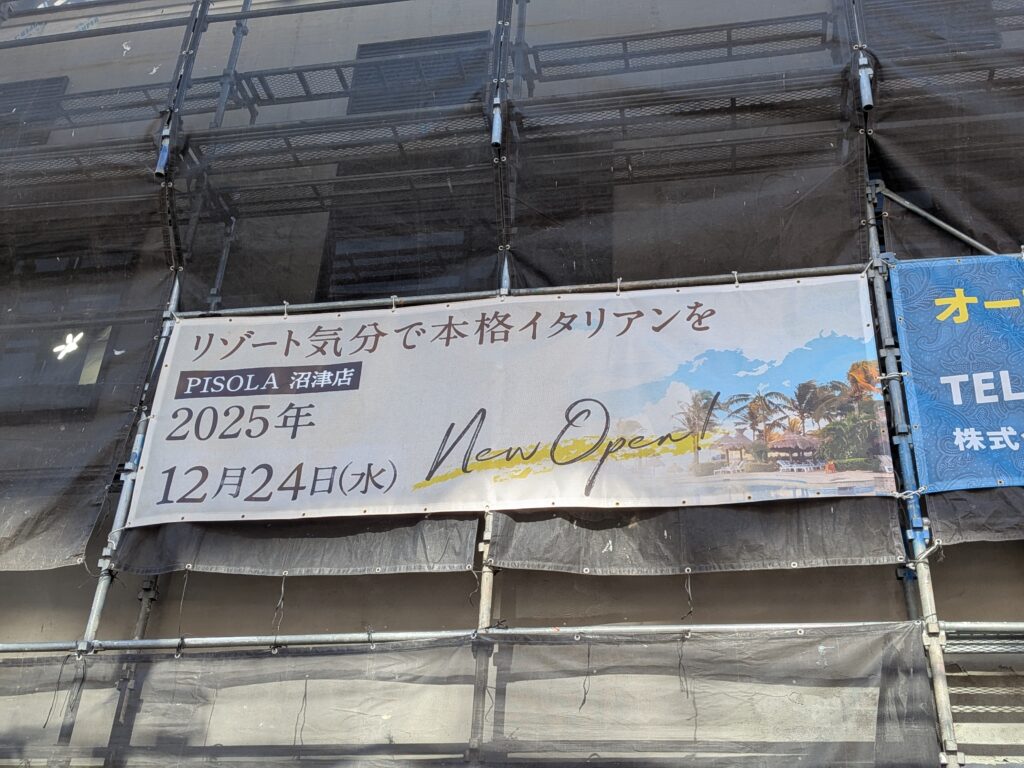 リゾート気分で本格イタリアンを
PISOLA 沼津店
2025年
12月24日(水)
New Open!
オー
TEL
株式